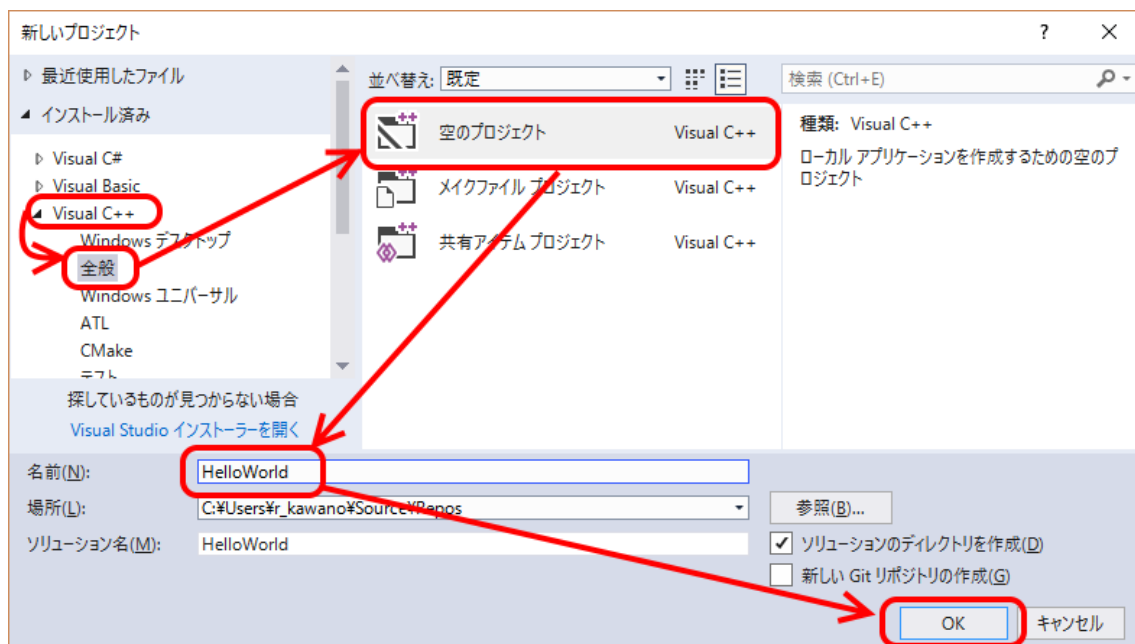 新しいプロジェクト
?
最近使用したファイル
インストール済み
Visual C#
Visual Basic
Visual C++
Windows デスクトップ
全般
Windows ユニバーサル
ATL
CMake
テスト
探しているものが見つからない場合
Visual Studio インストーラーを開く
並べ替え: 既定
空のプロジェクト Visual C++
メイクファイル プロジェクト Visual C++
共有アイテム プロジェクト Visual C++
検索 (Ctrl+E)
種類: Visual C++
ローカル アプリケーションを作成するための空のプ
ロジェクト
名前(N): HelloWorld
場所(L): C:¥Users¥r_kawano¥Source¥Repos 参照(B)...
ソリューション名(M): HelloWorld
ソリューションのディレクトリを作成(D)
新しい Git リポジトリの作成(G)
OK キャンセル